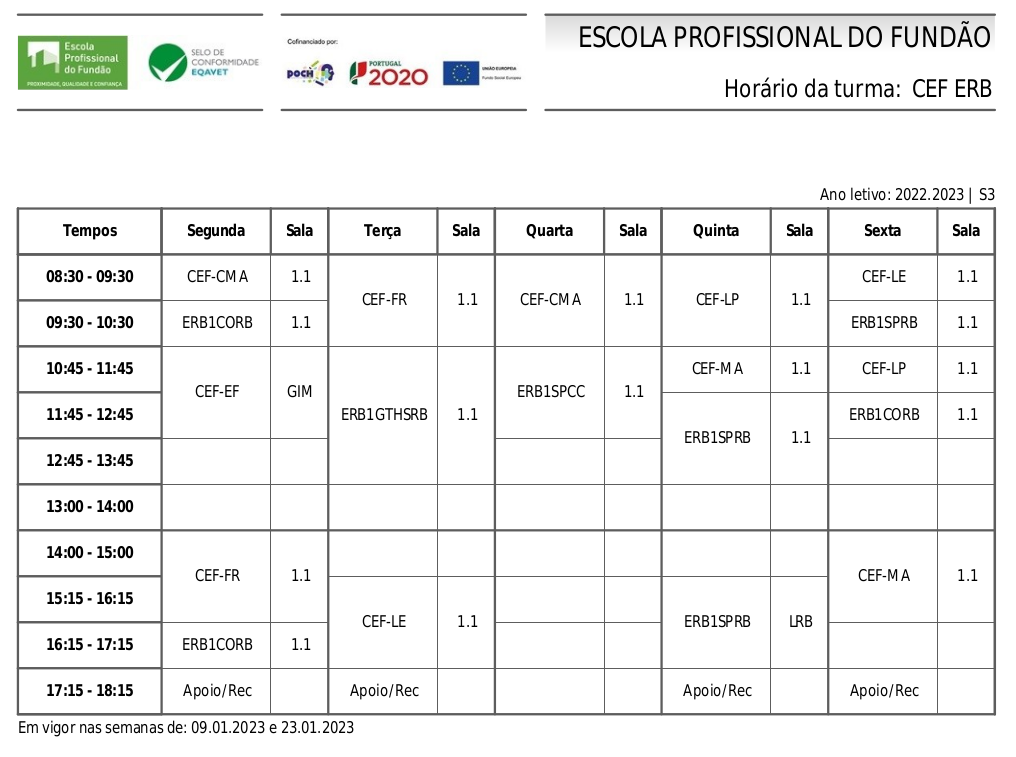 Escola
Profissional
do Fundão
PROXIMIDADE, QUALIDADE E CONFIANÇA
SELO DE
CONFORMIDADE
EQAVET
Cofinanciado por:
POCH
PORTUGAL
2020
UNIÃO EUROPEIA
Fundo Social Europeu
ESCOLA PROFISSIONAL DO FUNDÃO
Horário da turma: CEF ERB
Ano letivo: 2022.2023 | S3
Tempos Segunda Sala Terça Sala Quarta Sala Quinta Sala Sexta Sala
08:30 - 09:30 CEF-CMA 1.1 CEF-FR 1.1 CEF-CMA 1.1 CEF-LP 1.1 CEF-LE 1.1
09:30 - 10:30 ERB1CORB 1.1 ERB1SPRB 1.1
10:45 - 11:45 CEF-EF GIM ERB1GTHSRB 1.1 ERB1SPCC 1.1 CEF-MA 1.1 CEF-LP 1.1
11:45 - 12:45 ERB1SPRB 1.1 ERB1CORB 1.1
12:45 - 13:45
13:00 - 14:00
14:00 - 15:00 CEF-FR 1.1 CEF-MA 1.1
15:15 - 16:15 CEF-LE 1.1 ERB1SPRB LRB
16:15 - 17:15 ERB1CORB 1.1
17:15 - 18:15 Apoio/Rec Apoio/Rec Apoio/Rec Apoio/Rec
Em vigor nas semanas de: 09.01.2023 e 23.01.2023